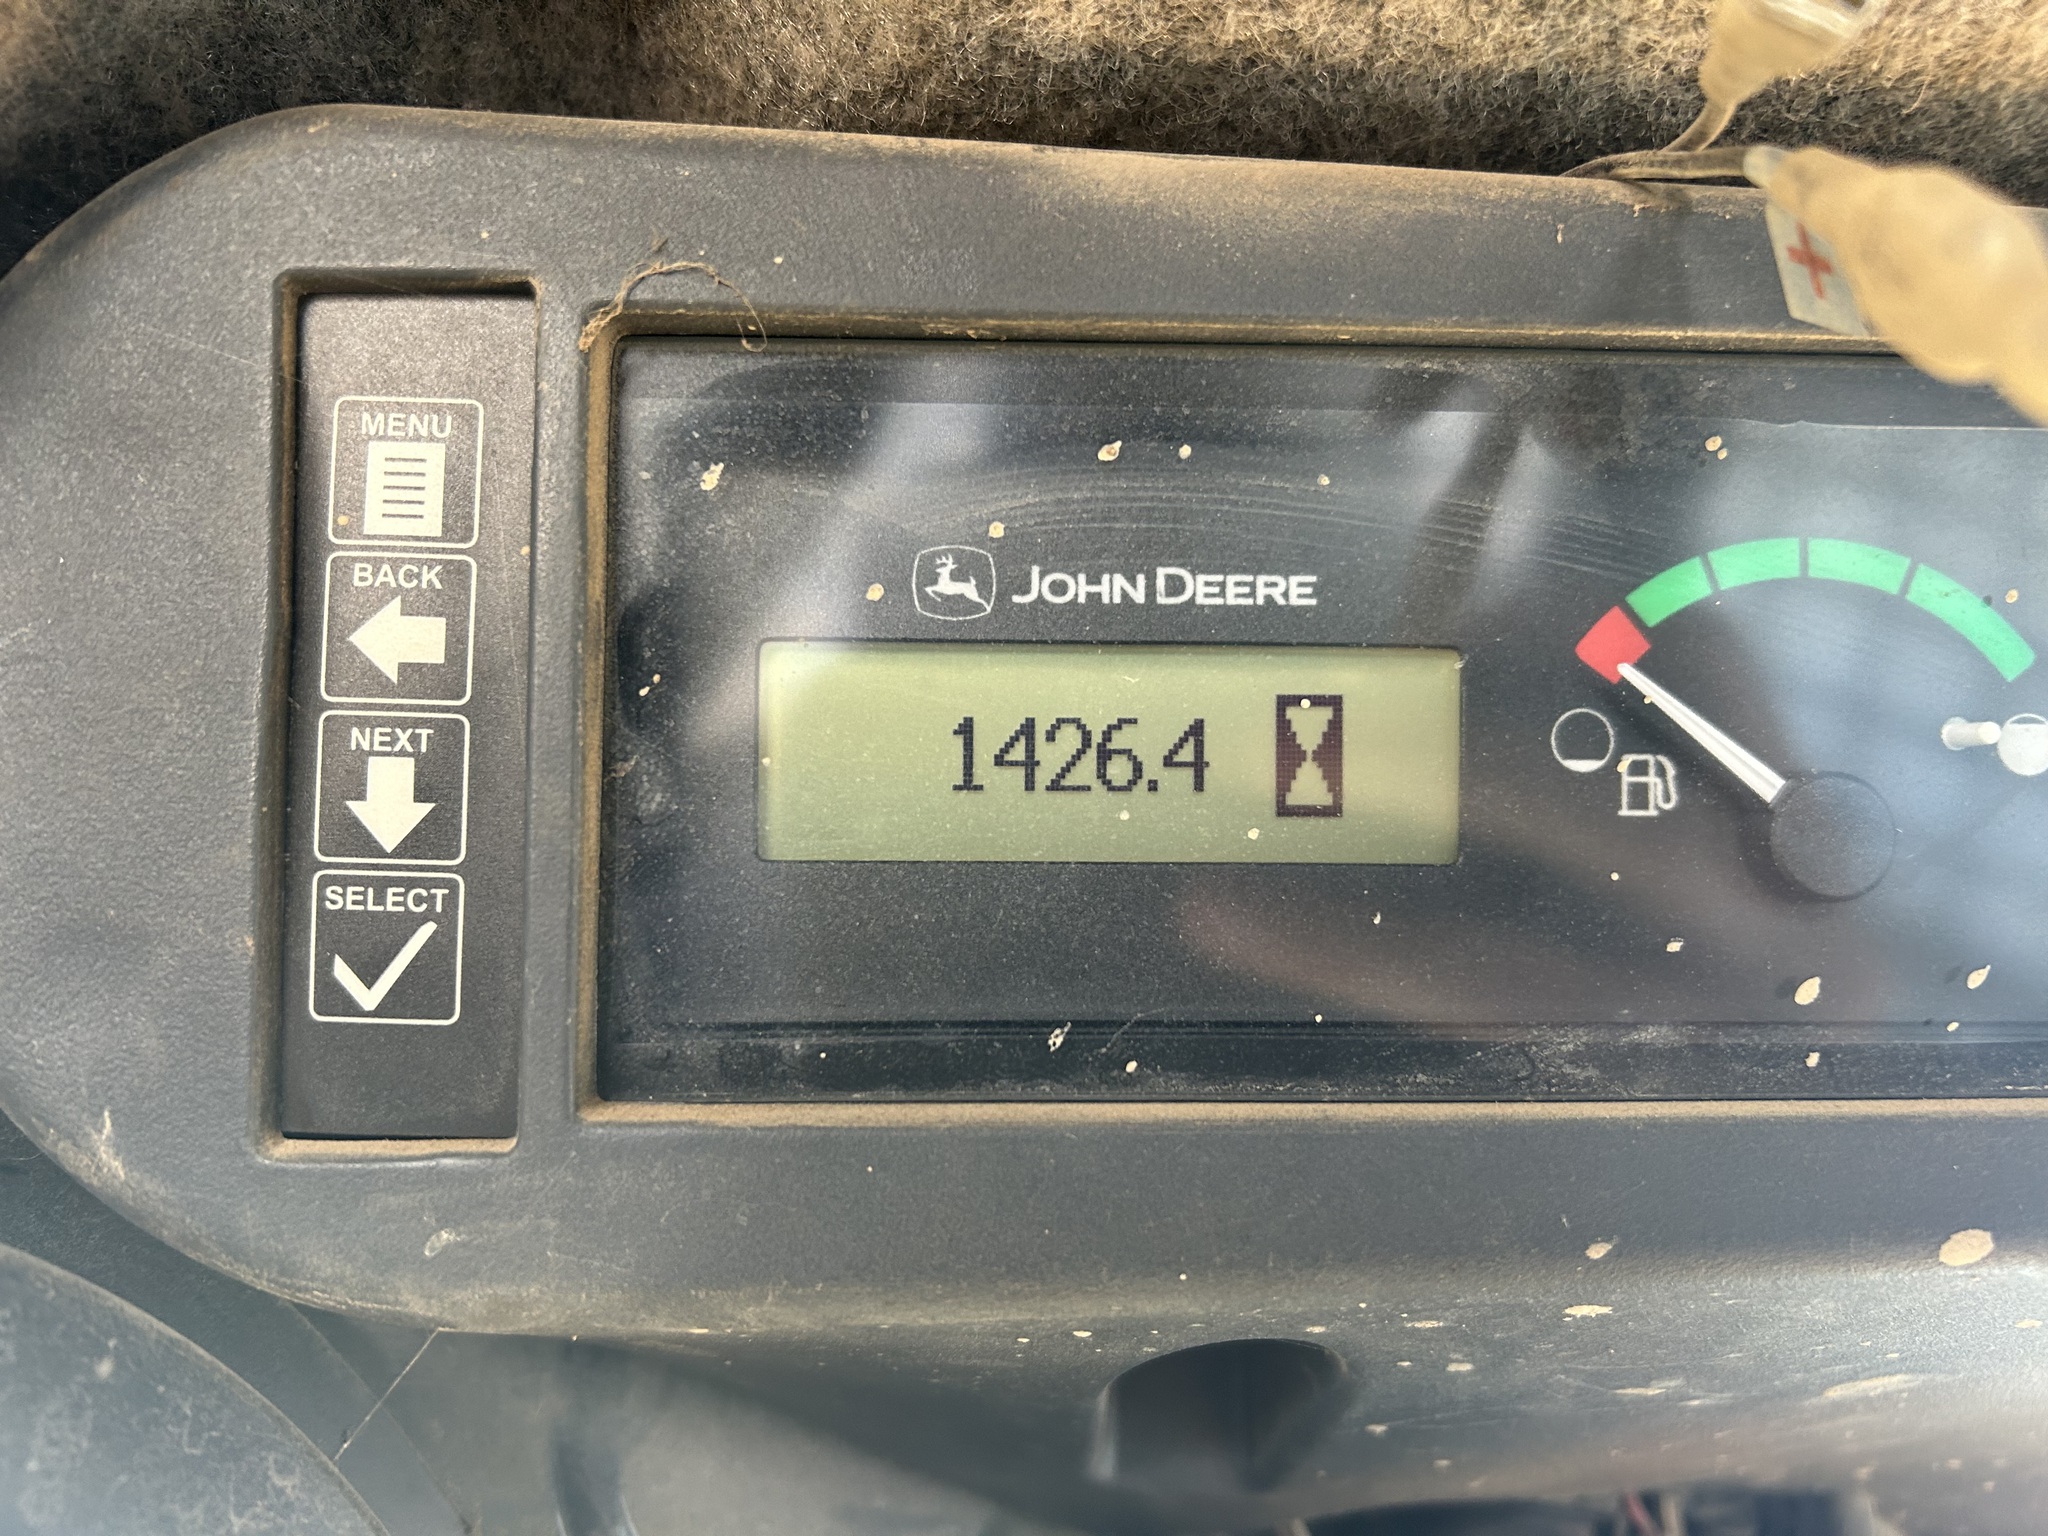 MENU
BACK
NEXT
SELECT
JOHN DEERE
1426.4